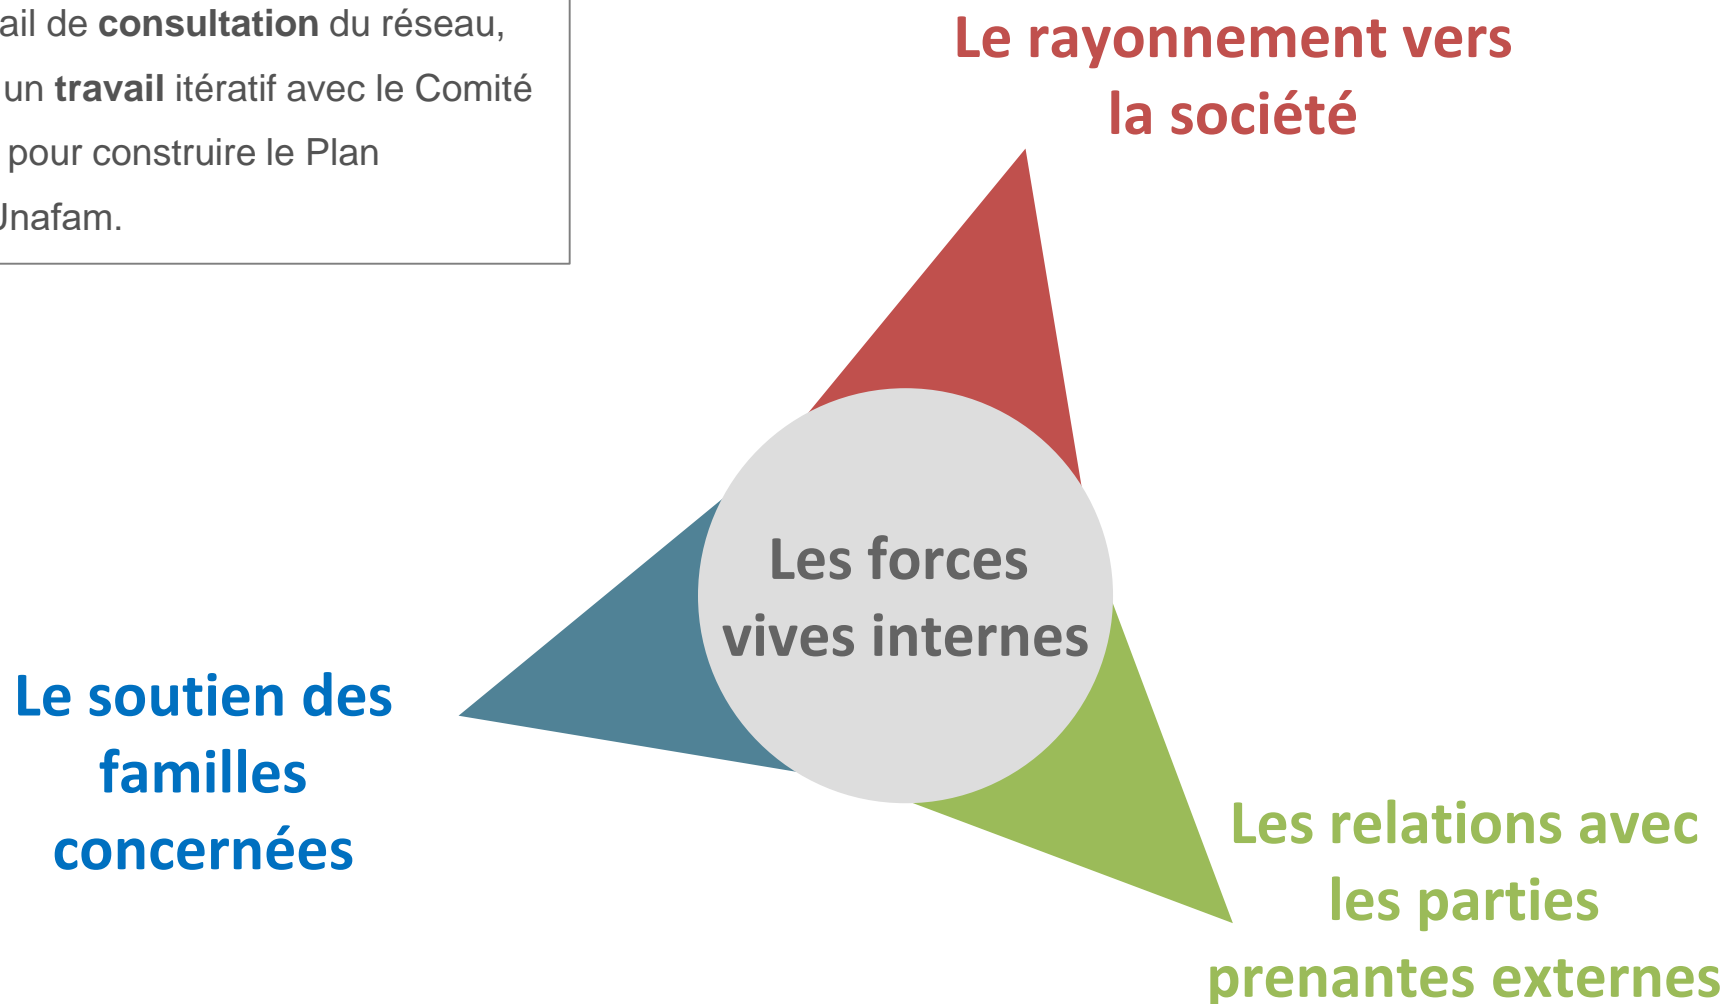 ail de consultation du réseau,
un travail itératif avec le Comité
pour construire le Plan
Unafam.
Le rayonnement vers
la société
Les forces
vives internes
Le soutien des
familles
concernées
Les relations avec
les parties
prenantes externes